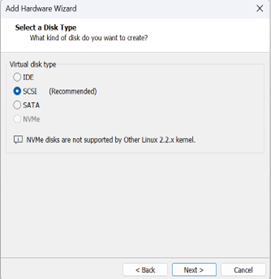 Add Hardware Wizard
Select a Disk Type
What kind of disk do you want to create?
Virtual disk type
IDE
SCSI (Recommended)
SATA
NVMe
NVMe disks are not supported by Other Linux 2.2.x kernel.
< Back Next > Cancel